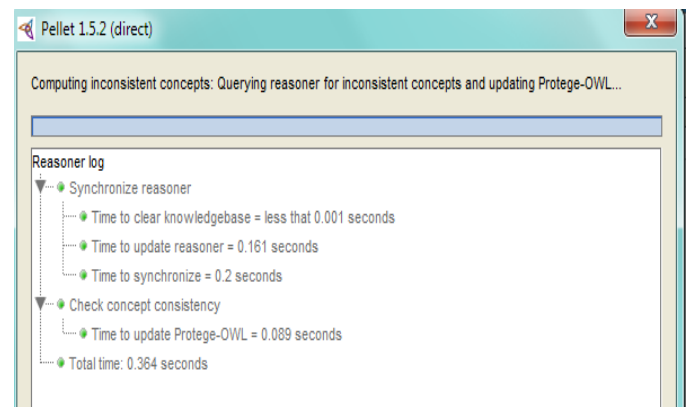 Pellet 1.5.2 (direct)
Computing inconsistent concepts: Querying reasoner for inconsistent concepts and updating Protege-OWL...
Reasoner log
Synchronize reasoner
Time to clear knowledgebase = less that 0.001 seconds
Time to update reasoner = 0.161 seconds
Time to synchronize = 0.2 seconds
Check concept consistency
Time to update Protege-OWL = 0.089 seconds
Total time: 0.364 seconds